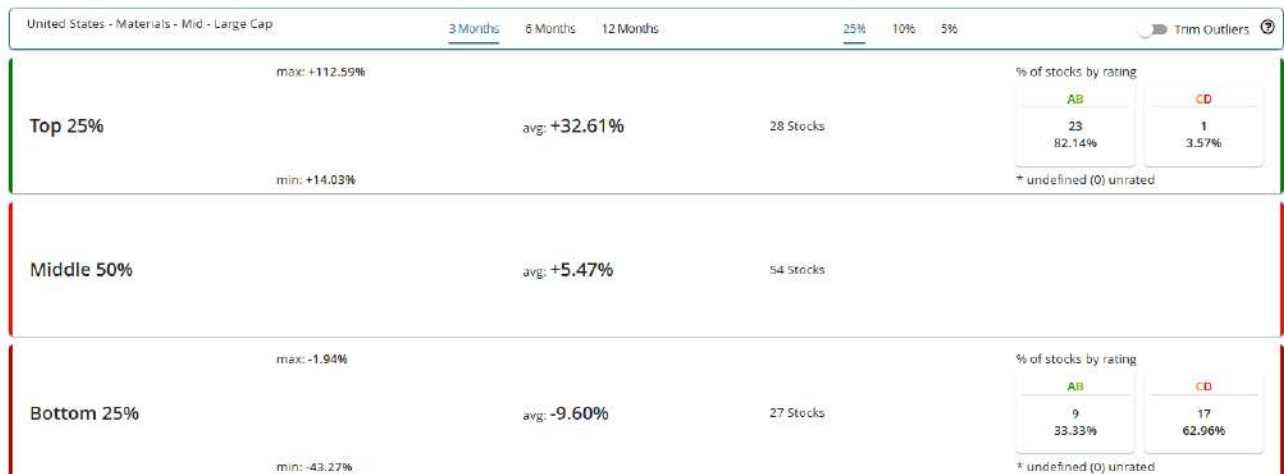 United States - Materials - Mid - Large Cap 3 Months 6 Months 12 Months 25% 10% 5% Trim Outliers ?
max: +112.59% % of stocks by rating
AB CD
Top 25% avg: +32.61% 28 Stocks 23 1
82.14% 3.57%
min: +14.03% * undefined (0) unrated
Middle 50% avg: +5.47% 54 Stocks
max: -1.94% % of stocks by rating
AB CD
Bottom 25% avg: -9.60% 27 Stocks 9 17
33.33% 62.96%
min: -43.27% * undefined (0) unrated